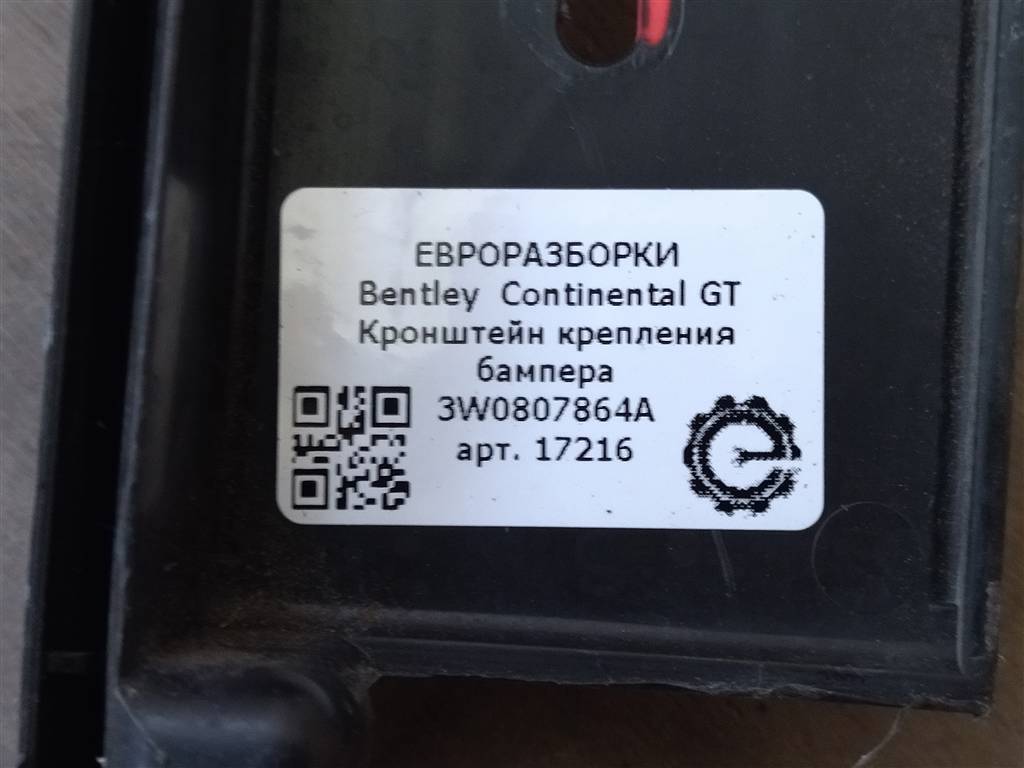 ЕВРОРАЗБОРКИ
Bentley Continental GT
Кронштейн крепления
бампера
3W0807864A
арт. 17216